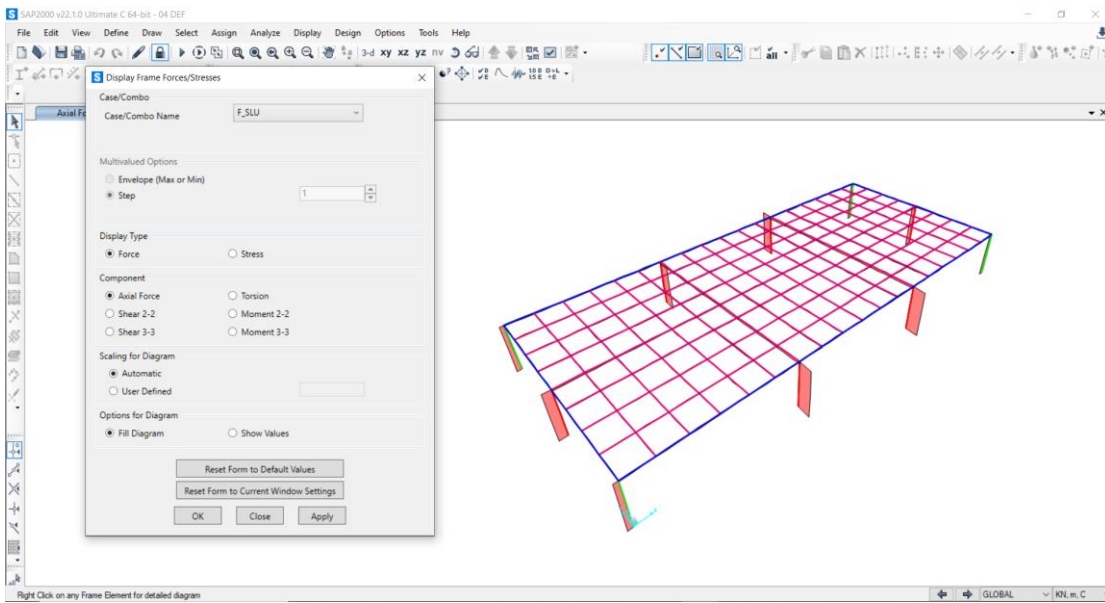 SAP2000 v22.1.0 Ultimate C 64-bit - 04 DEF
File Edit View Define Draw Select Assign Analyze Display Design Options Tools Help
3-d xy xz yz nv
all
Display Frame Forces/Stresses
Axial Fo
Case/Combo
Case/Combo Name F_SLU
Multivalued Options
Envelope (Max or Min)
Step 1
Display Type
Force Stress
Component
Axial Force Torsion
Shear 2-2 Moment 2-2
Shear 3-3 Moment 3-3
Scaling for Diagram
Automatic
User Defined
Options for Diagram
Fill Diagram Show Values
Reset Form to Default Values
Reset Form to Current Window Settings
OK Close Apply
Right Click on any Frame Element for detailed diagram GLOBAL KN, m, C